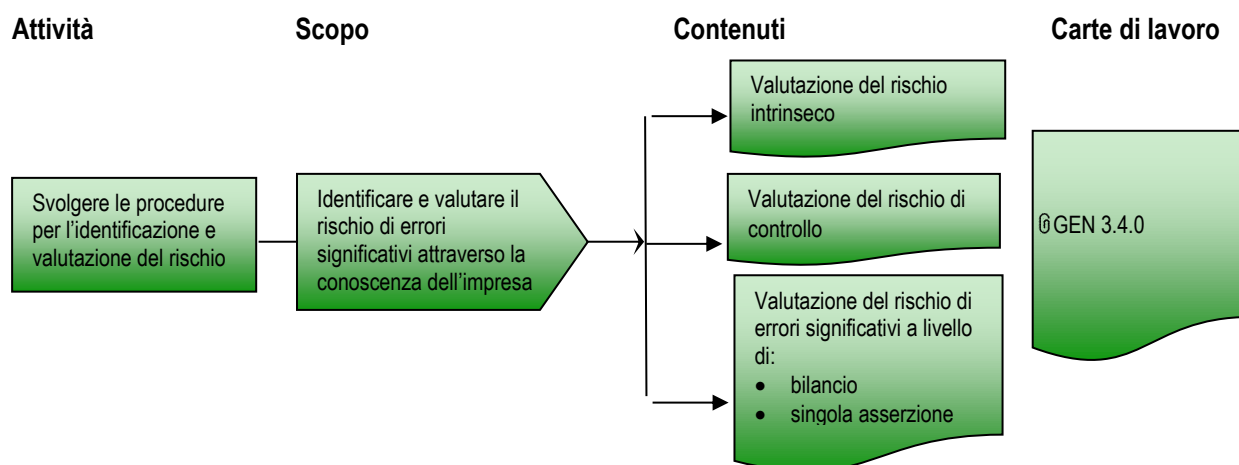 Attività
Scopo
Contenuti
Carte di lavoro
Svolgere le procedure
per l'identificazione e
valutazione del rischio
Identificare e valutare il
rischio di errori
significativi attraverso la
conoscenza dell'impresa
Valutazione del rischio
intrinseco
Valutazione del rischio di
controllo
Valutazione del rischio di
errori significativi a livello
di:
• bilancio
• singola asserzione
GEN 3.4.0